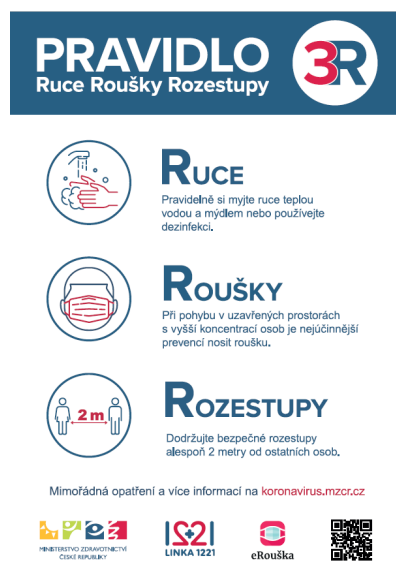 PRAVIDLO
Ruce Roušky Rozestupy
3R
RUCE
Pravidelně si myjte ruce teplou
vodou a mýdlem nebo používejte
dezinfekci.
ROUŠKY
Při pohybu v uzavřených prostorách
s vyšší koncentrací osob je nejúčinnější
prevencí nosit roušku.
2 m
ROZESTUPY
Dodržujte bezpečné rozestupy
alespoň 2 metry od ostatních osob.
Mimořádná opatření a více informací na koronavirus.mzcr.cz
MINISTERSTVO ZDRAVOTNICTVÍ
ČESKÉ REPUBLIKY
1221
LINKA 1221
eRouška